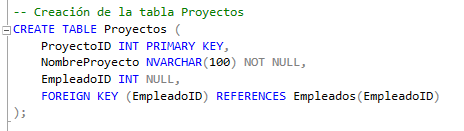 -- Creación de la tabla Proyectos
CREATE TABLE Proyectos (
    ProyectoID INT PRIMARY KEY,
    NombreProyecto NVARCHAR(100) NOT NULL,
    EmpleadoID INT NULL,
    FOREIGN KEY (EmpleadoID) REFERENCES Empleados(EmpleadoID)
);